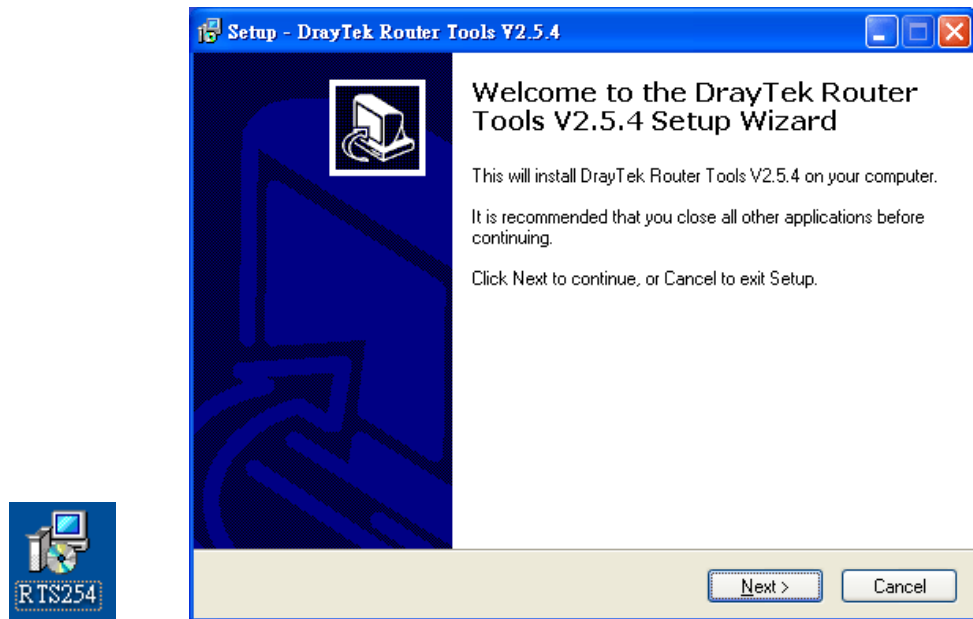 Setup - DrayTek Router Tools V2.5.4
Welcome to the DrayTek Router
Tools V2.5.4 Setup Wizard
This will install DrayTek Router Tools V2.5.4 on your computer.
It is recommended that you close all other applications before
continuing.
Click Next to continue, or Cancel to exit Setup.
RTS254
Next >
Cancel